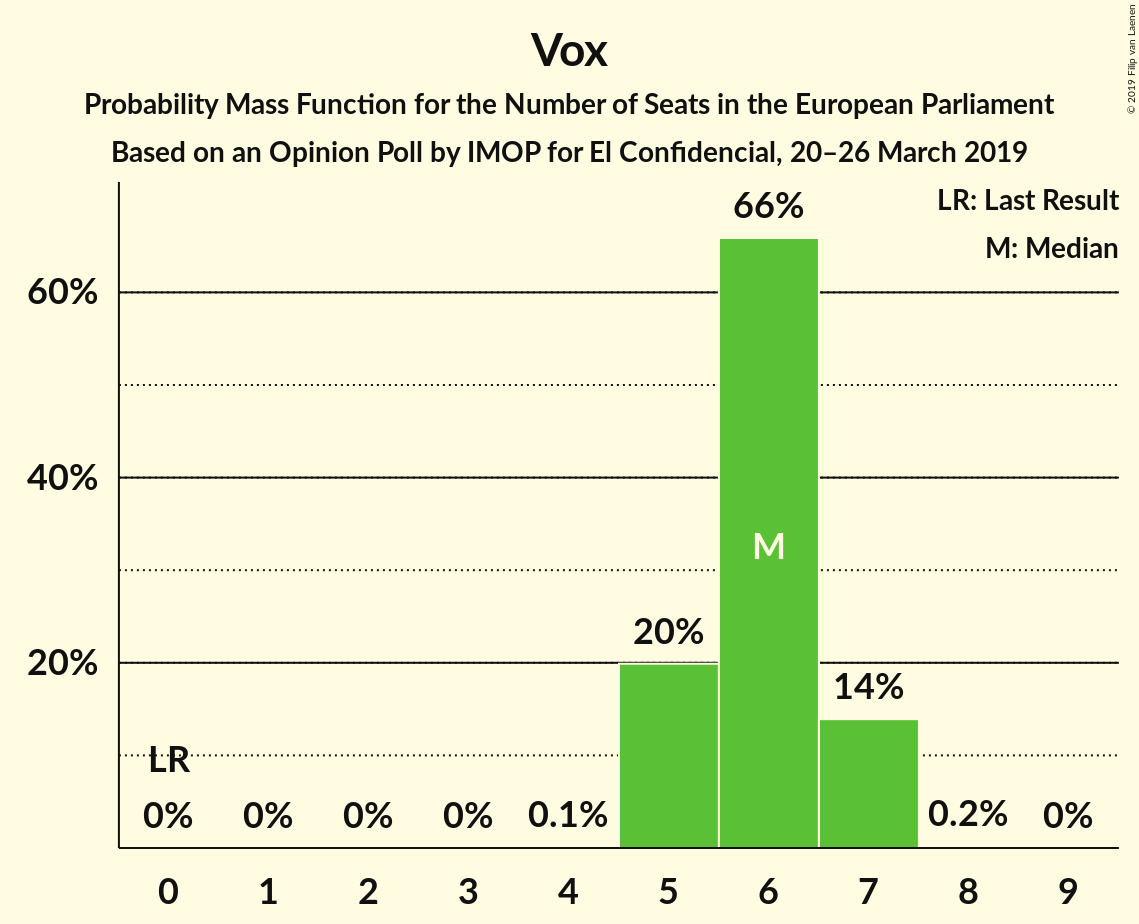 Vox
Probability Mass Function for the Number of Seats in the European Parliament
Based on an Opinion Poll by IMOP for El Confidencial, 20–26 March 2019
© 2019 Filip van Laenen
LR: Last Result
M: Median
66%
60%
40%
M
20%
20%
14%
LR
0% 0% 0% 0% 0.1% 0.2% 0%
0 1 2 3 4 5 6 7 8 9